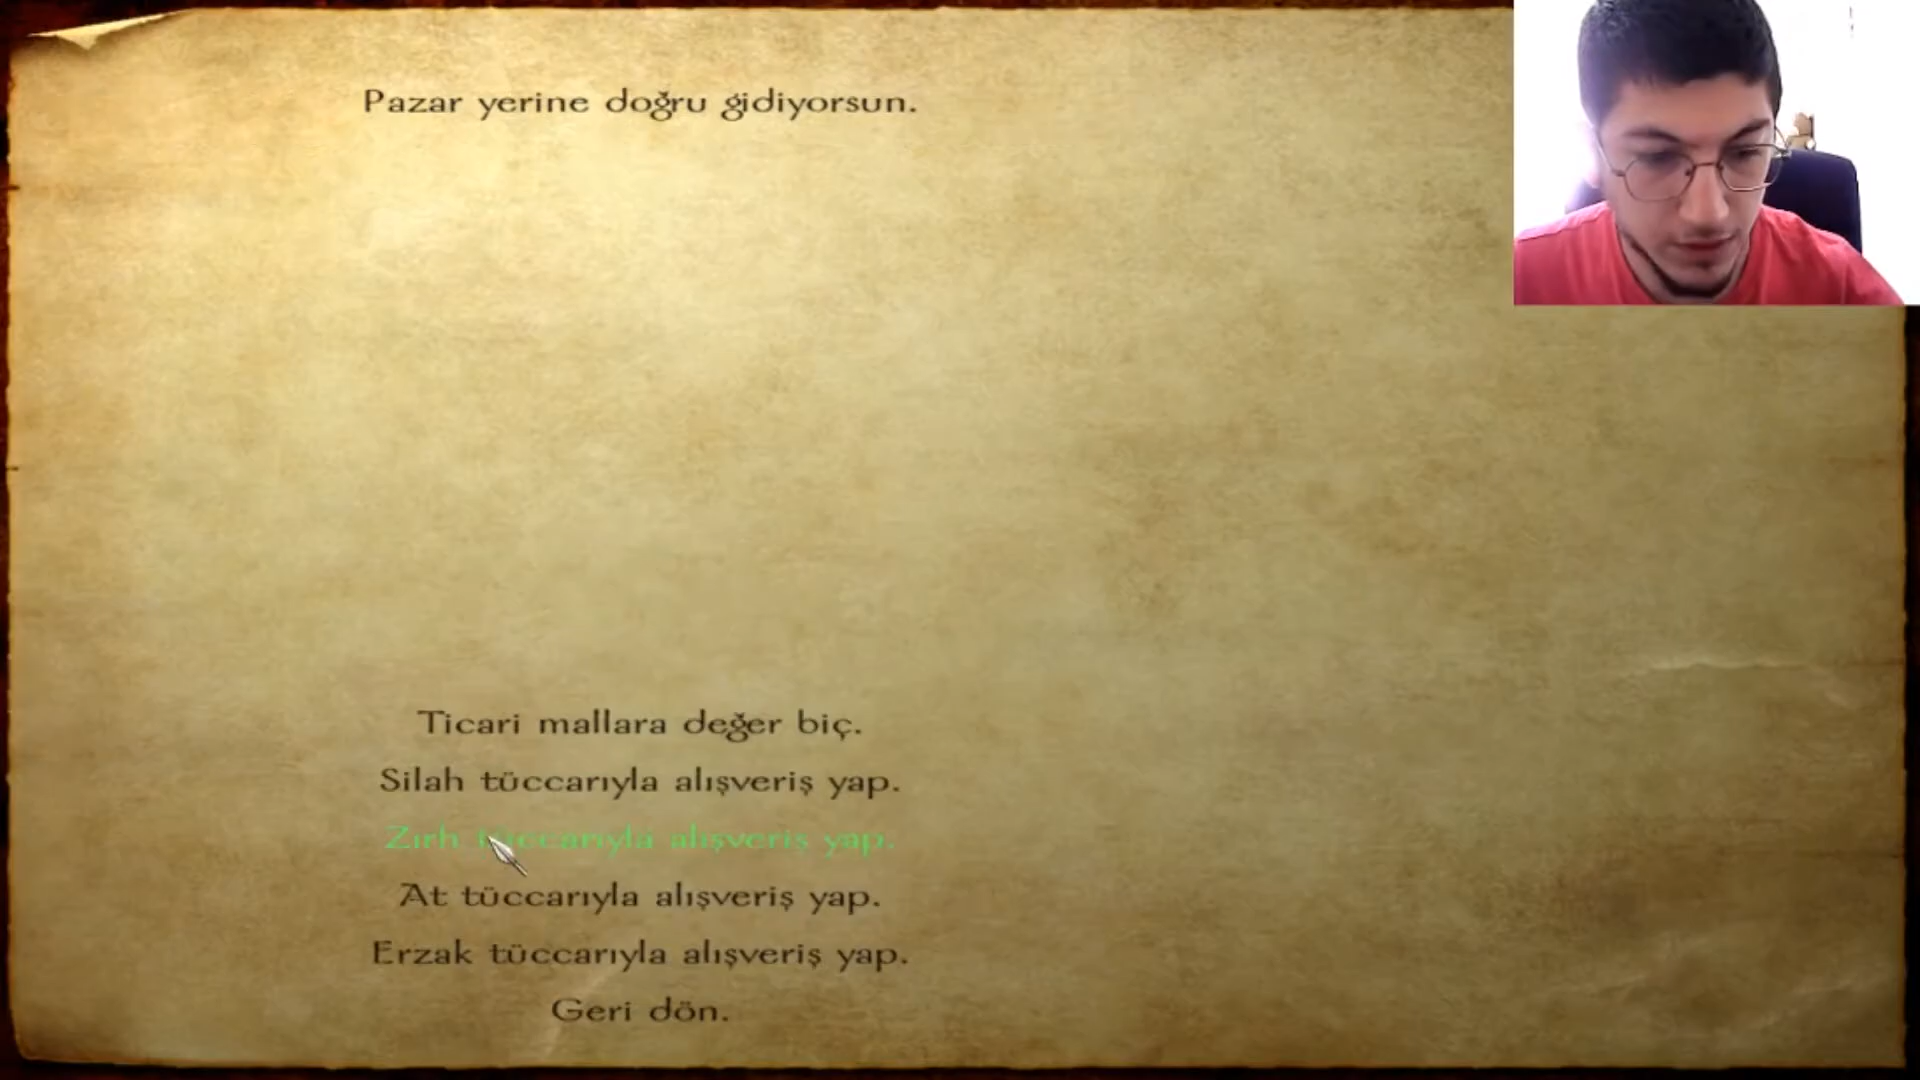 Pazar yerine doğru gidiyorsun.
Ticari mallara değer biç.
Silah tüccarıyla alışveriş yap.
Zırh tüccarıyla alışveriş yap.
At tüccarıyla alışveriş yap.
Erzak tüccarıyla alışveriş yap.
Geri dön.